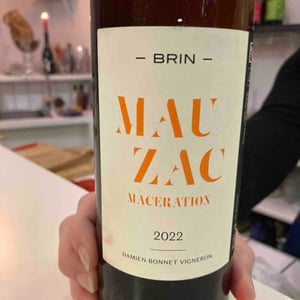 – BRIN –
MAU
ZAC
MACERATION
2022
DAMIEN BONNET VIGNERON